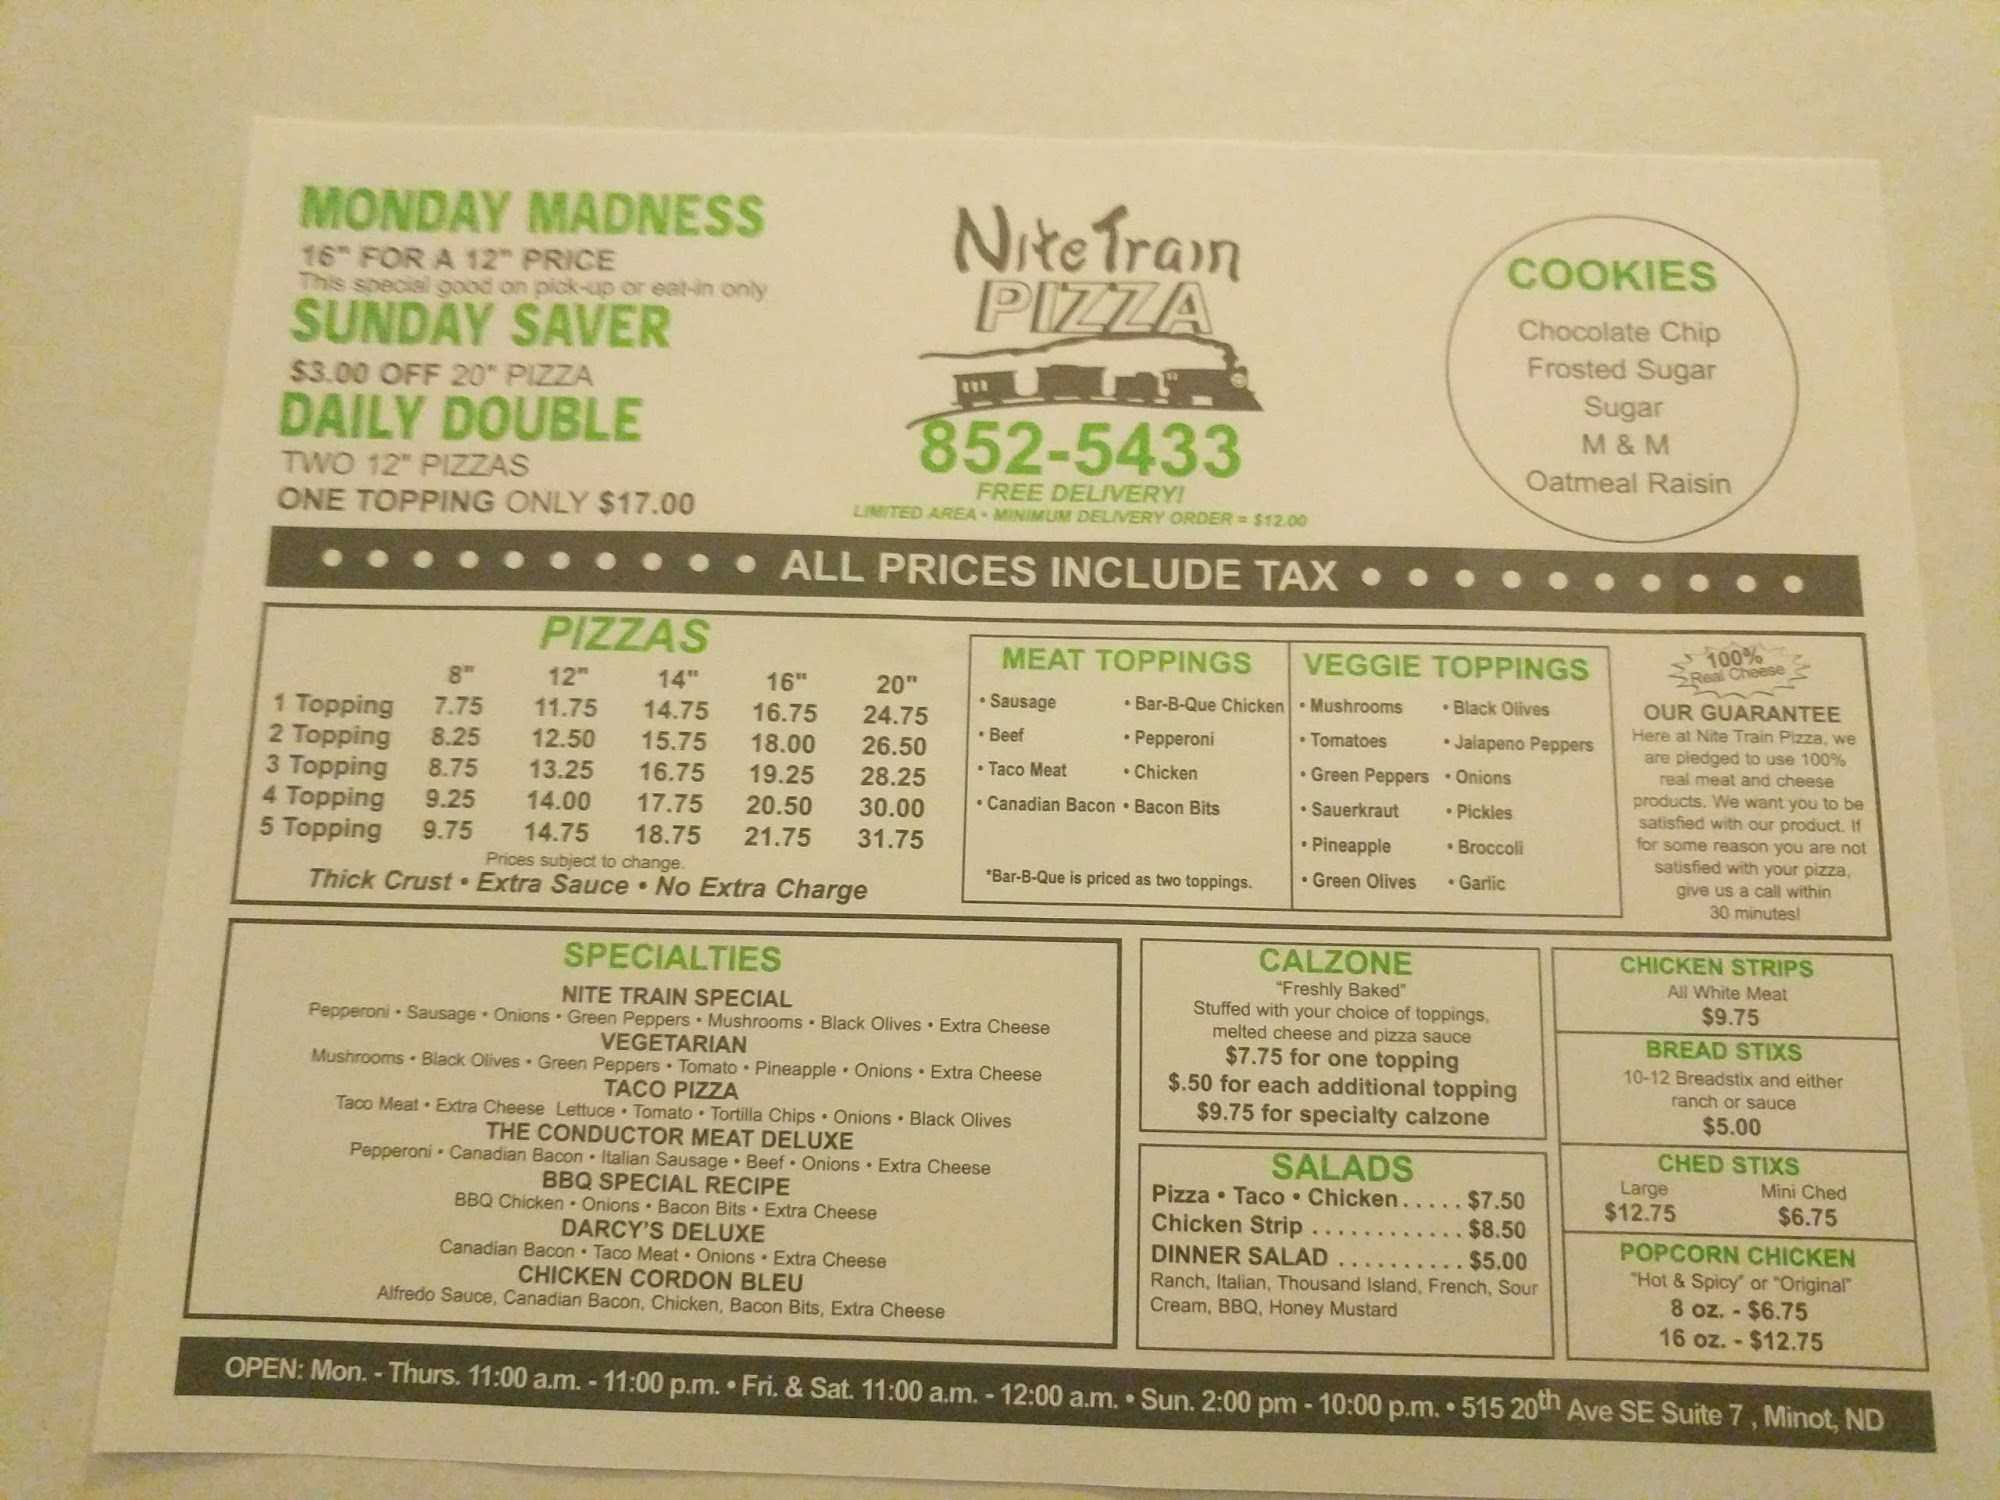 MONDAY MADNESS
16" FOR A 12" PRICE
This special good on pick-up or eat-in only
SUNDAY SAVER
$3.00 OFF 20" PIZZA
DAILY DOUBLE
TWO 12" PIZZAS
ONE TOPPING ONLY $17.00
Nite Train
PIZZA
852-5433
FREE DELIVERY!
LIMITED AREA • MINIMUM DELIVERY ORDER = $12.00
COOKIES
Chocolate Chip
Frosted Sugar
Sugar
M & M
Oatmeal Raisin
• • • • • • • • • • ALL PRICES INCLUDE TAX • • • • • • • • • •
PIZZAS
8" 12" 14" 16" 20"
1 Topping 7.75 11.75 14.75 16.75 24.75
2 Topping 8.25 12.50 15.75 18.00 26.50
3 Topping 8.75 13.25 16.75 19.25 28.25
4 Topping 9.25 14.00 17.75 20.50 30.00
5 Topping 9.75 14.75 18.75 21.75 31.75
Prices subject to change.
Thick Crust • Extra Sauce • No Extra Charge
MEAT TOPPINGS
• Sausage • Bar-B-Que Chicken
• Beef • Pepperoni
• Taco Meat • Chicken
• Canadian Bacon • Bacon Bits
*Bar-B-Que is priced as two toppings.
VEGGIE TOPPINGS
• Mushrooms • Black Olives
• Tomatoes • Jalapeno Peppers
• Green Peppers • Onions
• Sauerkraut • Pickles
• Pineapple • Broccoli
• Green Olives • Garlic
100%
Real Cheese
OUR GUARANTEE
Here at Nite Train Pizza, we
are pledged to use 100%
real meat and cheese
products. We want you to be
satisfied with our product. If
for some reason you are not
satisfied with your pizza,
give us a call within
30 minutes!
SPECIALTIES
NITE TRAIN SPECIAL
Pepperoni • Sausage • Onions • Green Peppers • Mushrooms • Black Olives • Extra Cheese
VEGETARIAN
Mushrooms • Black Olives • Green Peppers • Tomato • Pineapple • Onions • Extra Cheese
TACO PIZZA
Taco Meat • Extra Cheese Lettuce • Tomato • Tortilla Chips • Onions • Black Olives
THE CONDUCTOR MEAT DELUXE
Pepperoni • Canadian Bacon • Italian Sausage • Beef • Onions • Extra Cheese
BBQ SPECIAL RECIPE
BBQ Chicken • Onions • Bacon Bits • Extra Cheese
DARCY'S DELUXE
Canadian Bacon • Taco Meat • Onions • Extra Cheese
CHICKEN CORDON BLEU
Alfredo Sauce, Canadian Bacon, Chicken, Bacon Bits, Extra Cheese
CALZONE
"Freshly Baked"
Stuffed with your choice of toppings,
melted cheese and pizza sauce
$7.75 for one topping
$.50 for each additional topping
$9.75 for specialty calzone
SALADS
Pizza • Taco • Chicken..... $7.50
Chicken Strip ............ $8.50
DINNER SALAD .......... $5.00
Ranch, Italian, Thousand Island, French, Sour
Cream, BBQ, Honey Mustard
CHICKEN STRIPS
All White Meat
$9.75
BREAD STIXS
10-12 Breadstix and either
ranch or sauce
$5.00
CHED STIXS
Large Mini Ched
$12.75 $6.75
POPCORN CHICKEN
"Hot & Spicy" or "Original"
8 oz. - $6.75
16 oz. - $12.75
OPEN: Mon. - Thurs. 11:00 a.m. - 11:00 p.m. • Fri. & Sat. 11:00 a.m. - 12:00 a.m. • Sun. 2:00 pm - 10:00 p.m. • 515 20th Ave SE Suite 7 , Minot, ND